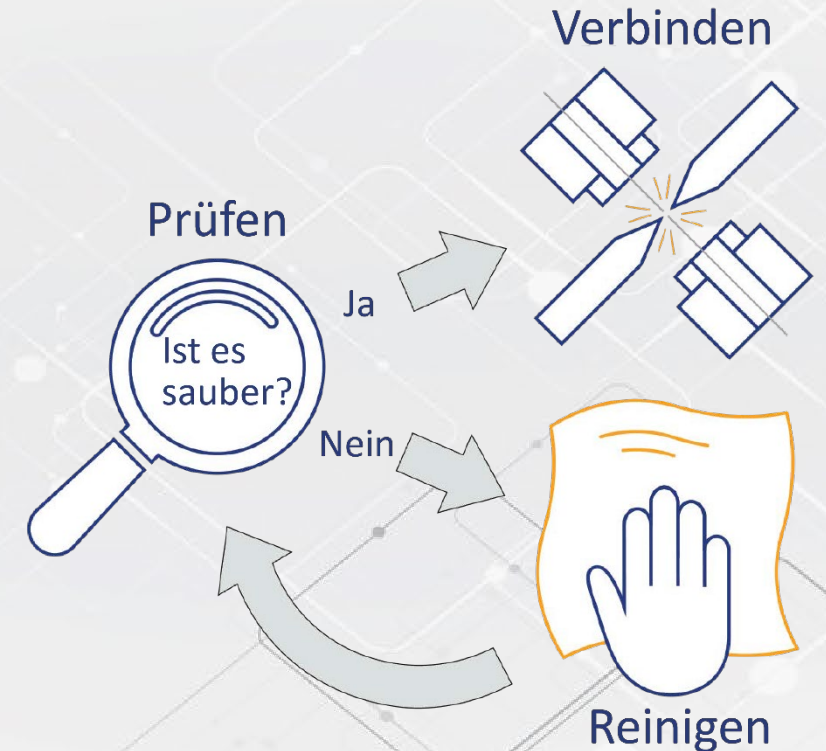 Verbinden
Prüfen
Ja
Ist es
sauber?
Nein
Reinigen